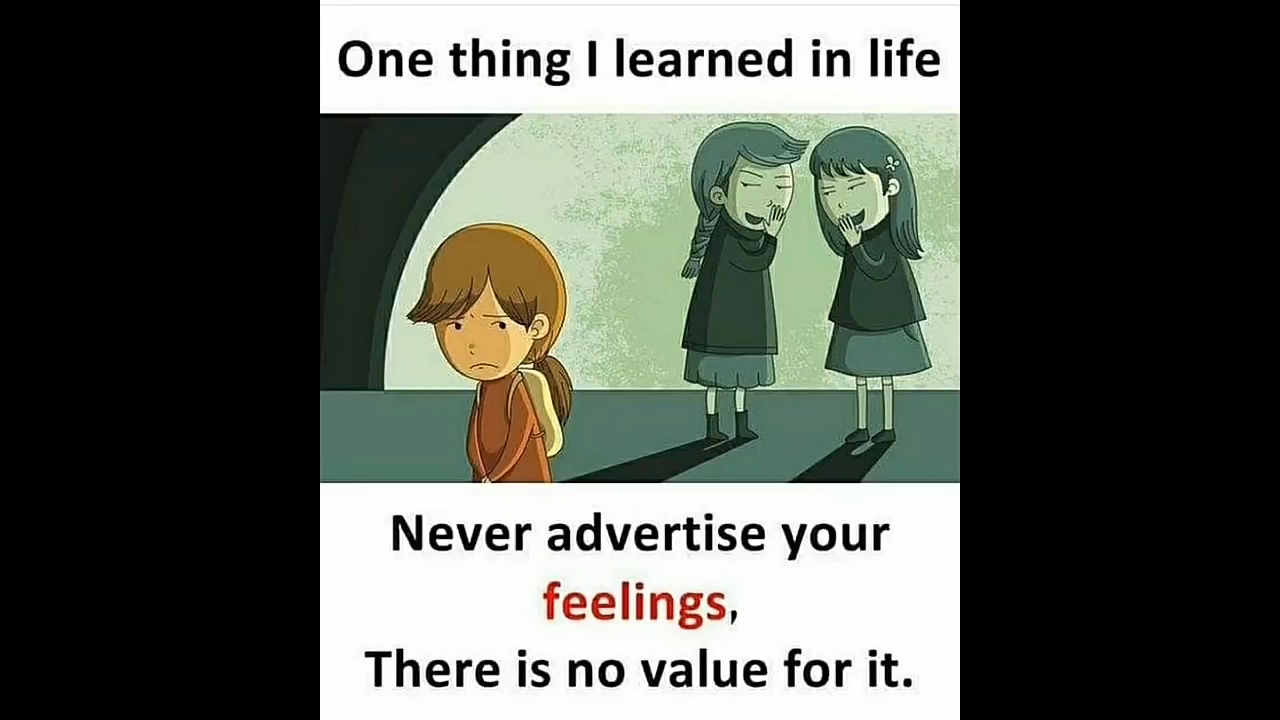 One thing I learned in life
Never advertise your
feelings,
There is no value for it.